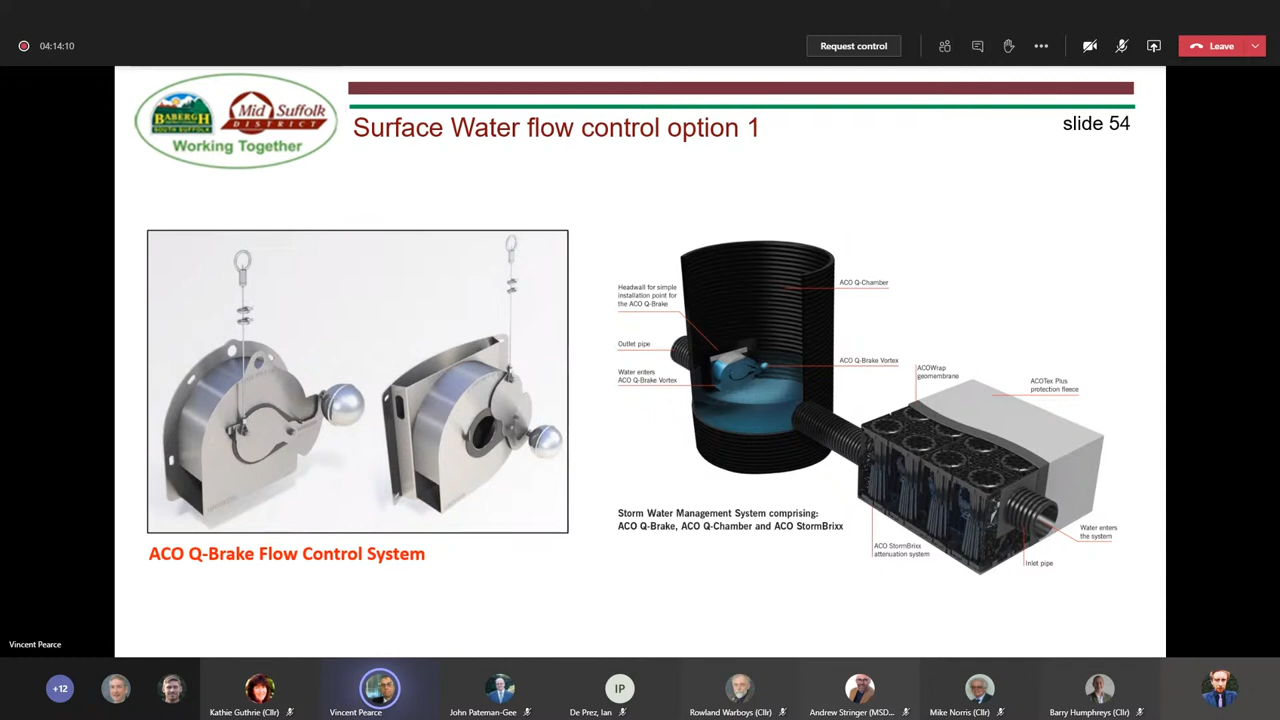 04:14:10
Request control
Leave
BABERGH
SOUTH SUFFOLK
Mid Suffolk
DISTRICT
Working Together
Surface Water flow control option 1
slide 54
Headwall for simple
installation point for
the ACO Q-Brake
Outlet pipe
Water enters
ACO Q-Brake Vortex
ACO Q-Chamber
ACO Q-Brake Vortex
ACOWrap
geomembrane
ACOTex Plus
protection fleece
Storm Water Management System comprising:
ACO Q-Brake, ACO Q-Chamber and ACO StormBrixx
ACO StormBrixx
attenuation system
Water enters
the system
Inlet pipe
ACO Q-Brake Flow Control System
Vincent Pearce
+12
Kathie Guthrie (Cllr)
Vincent Pearce
John Pateman-Gee
IP
De Prez, Ian
Rowland Warboys (Cllr)
Andrew Stringer (MSD...
Mike Norris (Cllr)
Barry Humphreys (Cllr)